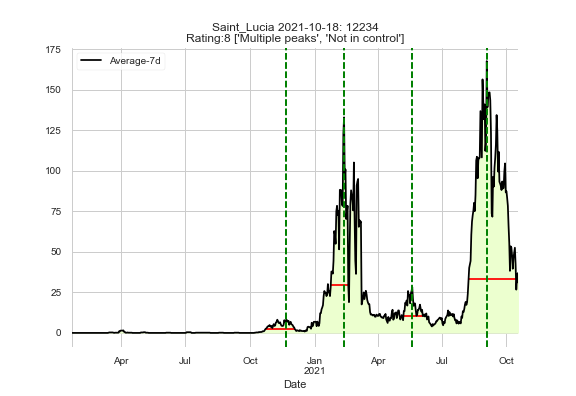 Saint_Lucia 2021-10-18: 12234
Rating:8 ['Multiple peaks', 'Not in control']
175
Average-7d
150
125
100
75
50
25
0
Apr
Jul
Oct
Jan
2021
Apr
Jul
Oct
Date